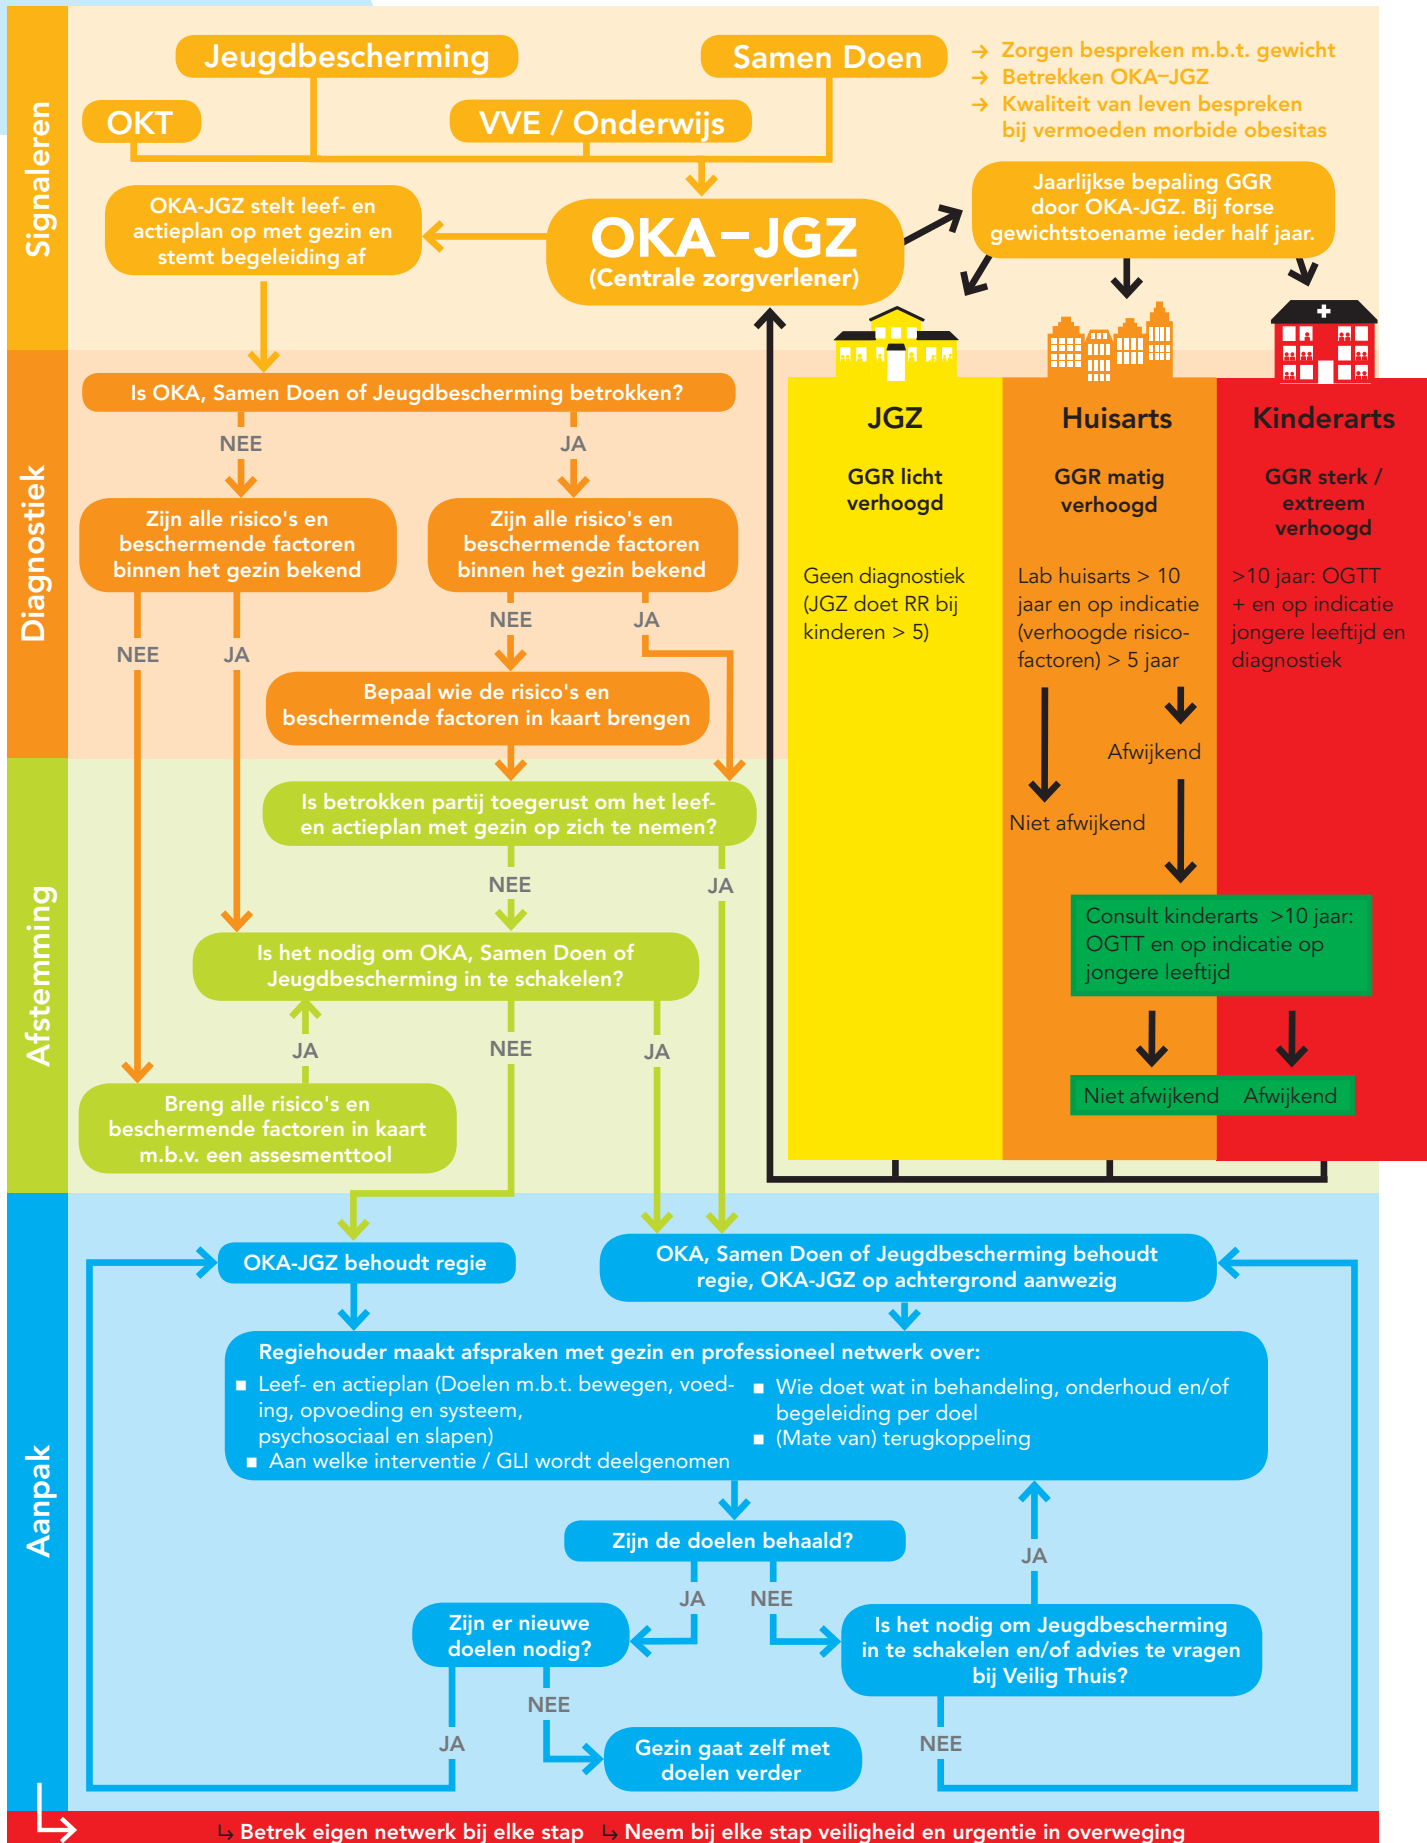 Signaleren
Jeugdbescherming
Samen Doen
OKT
VVE / Onderwijs
→ Zorgen bespreken m.b.t. gewicht
→ Betrekken OKA–JGZ
→ Kwaliteit van leven bespreken
bij vermoeden morbide obesitas
OKA-JGZ stelt leef- en
actieplan op met gezin en
stemt begeleiding af
OKA–JGZ
(Centrale zorgverlener)
Jaarlijkse bepaling GGR
door OKA-JGZ. Bij forse
gewichtstoename ieder half jaar.
Diagnostiek
Is OKA, Samen Doen of Jeugdbescherming betrokken?
NEE
JA
Zijn alle risico's en
beschermende factoren
binnen het gezin bekend
Zijn alle risico's en
beschermende factoren
binnen het gezin bekend
NEE
JA
NEE
JA
Bepaal wie de risico's en
beschermende factoren in kaart brengen
JGZ
GGR licht
verhoogd
Geen diagnostiek
(JGZ doet RR bij
kinderen > 5)
Huisarts
GGR matig
verhoogd
Lab huisarts > 10
jaar en op indicatie
(verhoogde risico-
factoren) > 5 jaar
Afwijkend
Niet afwijkend
Kinderarts
GGR sterk /
extreem
verhoogd
>10 jaar: OGTT
+ en op indicatie
jongere leeftijd en
diagnostiek
Consult kinderarts >10 jaar:
OGTT en op indicatie op
jongere leeftijd
Niet afwijkend
Afwijkend
Afstemming
Is betrokken partij toegerust om het leef-
en actieplan met gezin op zich te nemen?
NEE
JA
Is het nodig om OKA, Samen Doen of
Jeugdbescherming in te schakelen?
JA
NEE
JA
Breng alle risico's en
beschermende factoren in kaart
m.b.v. een assesmenttool
Aanpak
OKA-JGZ behoudt regie
OKA, Samen Doen of Jeugdbescherming behoudt
regie, OKA-JGZ op achtergrond aanwezig
Regiehouder maakt afspraken met gezin en professioneel netwerk over:
■ Leef- en actieplan (Doelen m.b.t. bewegen, voed-
ing, opvoeding en systeem,
psychosociaal en slapen)
■ Aan welke interventie / GLI wordt deelgenomen
■ Wie doet wat in behandeling, onderhoud en/of
begeleiding per doel
■ (Mate van) terugkoppeling
Zijn de doelen behaald?
JA
NEE
JA
Zijn er nieuwe
doelen nodig?
Is het nodig om Jeugdbescherming
in te schakelen en/of advies te vragen
bij Veilig Thuis?
NEE
JA
NEE
Gezin gaat zelf met
doelen verder
↳ Betrek eigen netwerk bij elke stap ↳ Neem bij elke stap veiligheid en urgentie in overweging